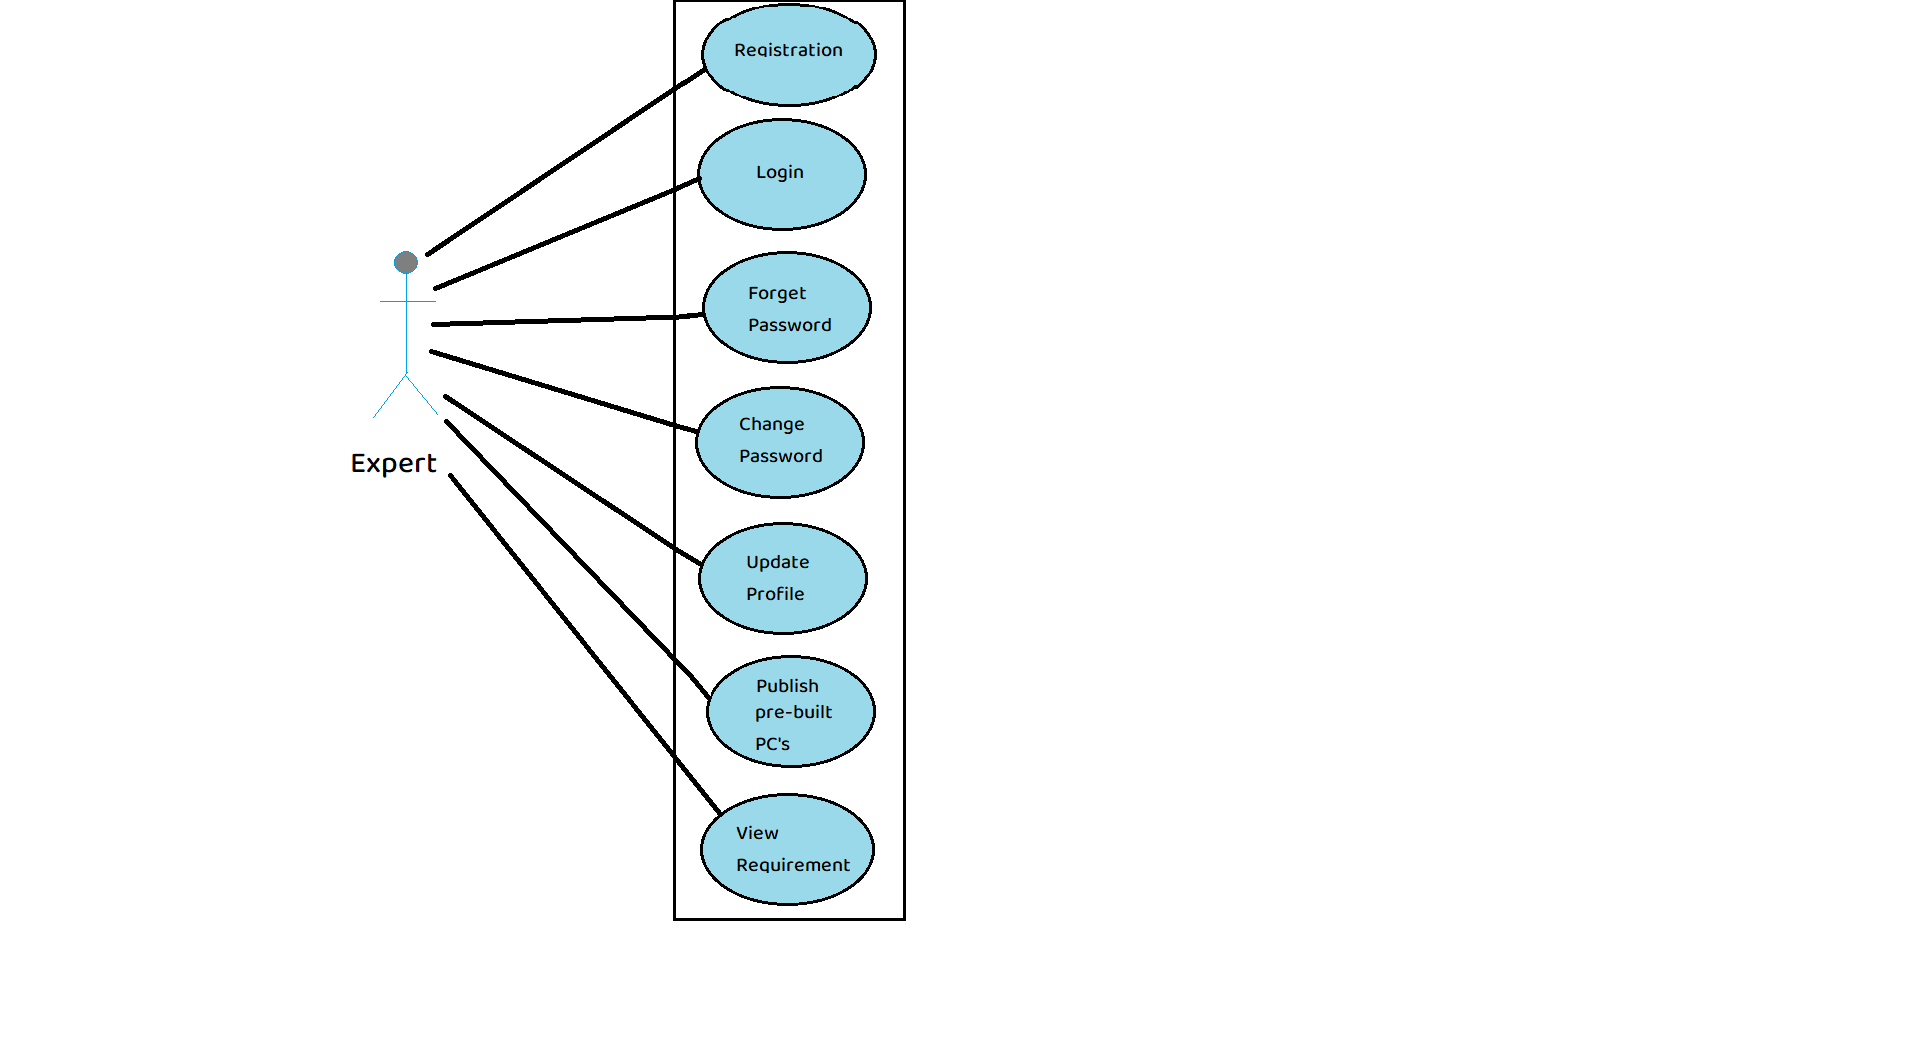 Registration
Login
Forget
Password
Change
Password
Expert
Update
Profile
Publish
pre-built
PC's
View
Requirement